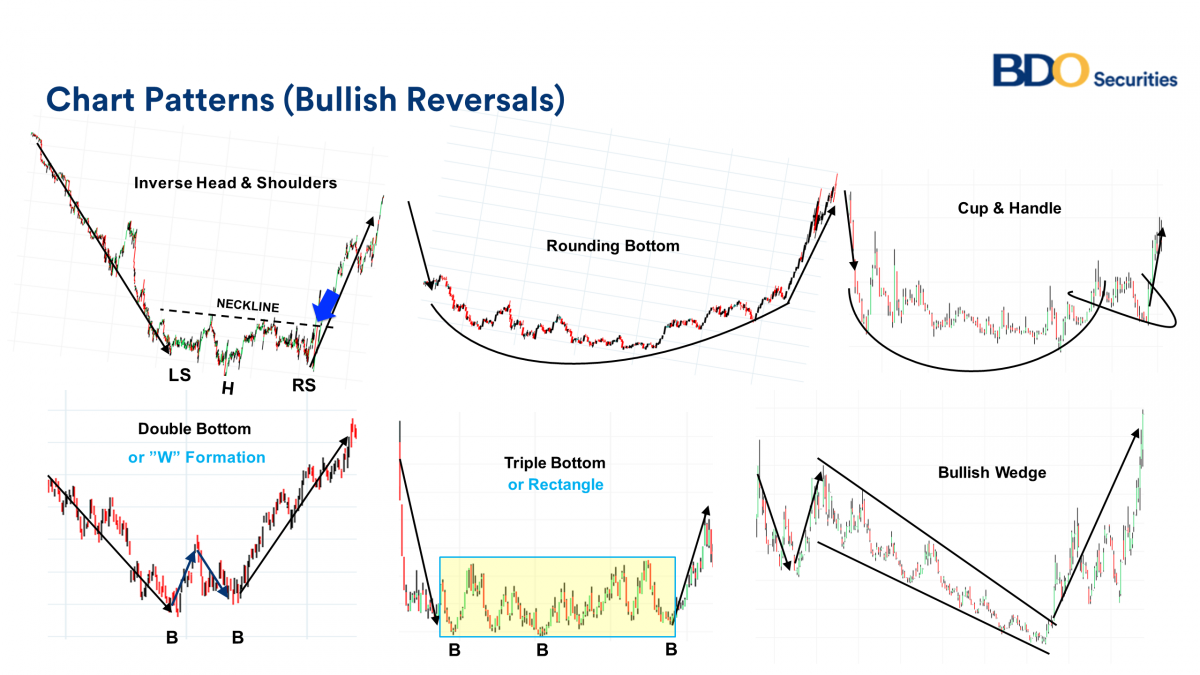 BDO Securities
Chart Patterns (Bullish Reversals)
Inverse Head & Shoulders
NECKLINE
LS
H
RS
Rounding Bottom
Cup & Handle
Double Bottom
or ”W” Formation
B
B
Triple Bottom
or Rectangle
B
B
B
Bullish Wedge